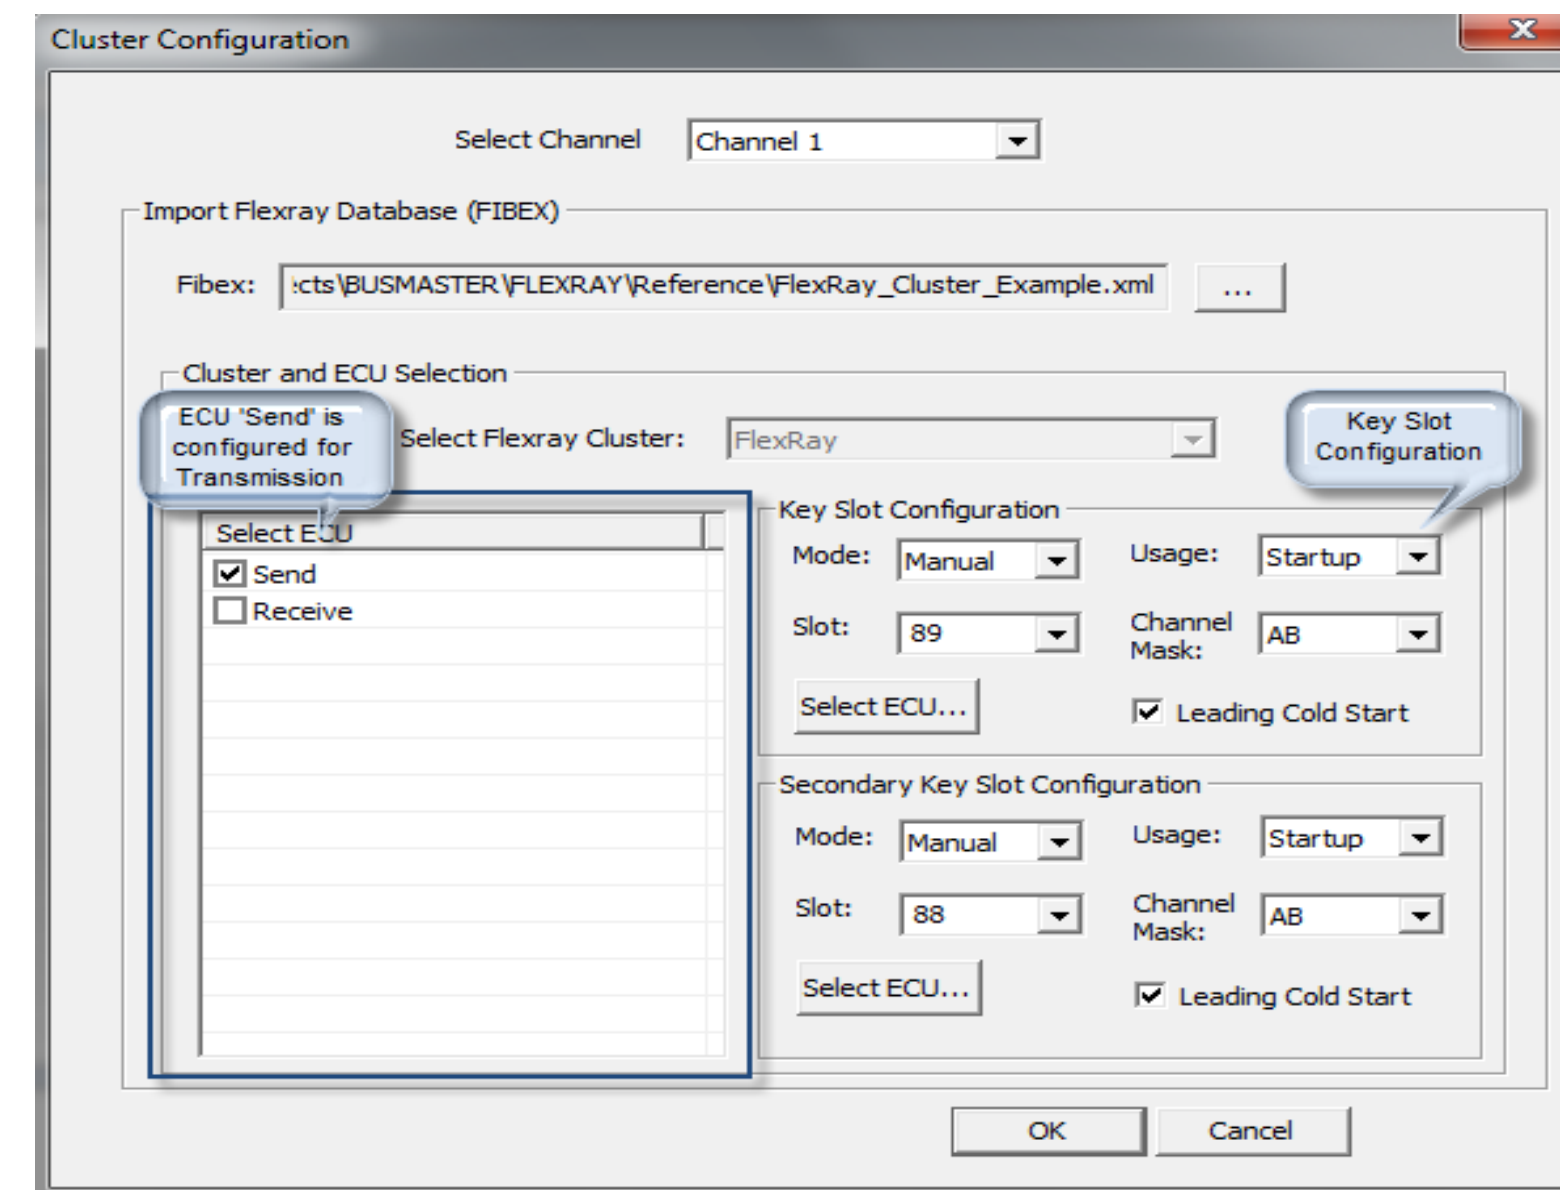 Cluster Configuration
Select Channel Channel 1
Import Flexray Database (FIBEX)
Fibex: :cts\BUSMASTER\FLEXRAY\Reference\FlexRay_Cluster_Example.xml ...
Cluster and ECU Selection
ECU 'Send' is
configured for
Transmission
Select Flexray Cluster: FlexRay
Key Slot
Configuration
Select ECU
Send
Receive
Key Slot Configuration
Mode: Manual Usage: Startup
Slot: 89 Channel
Mask: AB
Select ECU... Leading Cold Start
Secondary Key Slot Configuration
Mode: Manual Usage: Startup
Slot: 88 Channel
Mask: AB
Select ECU... Leading Cold Start
OK Cancel